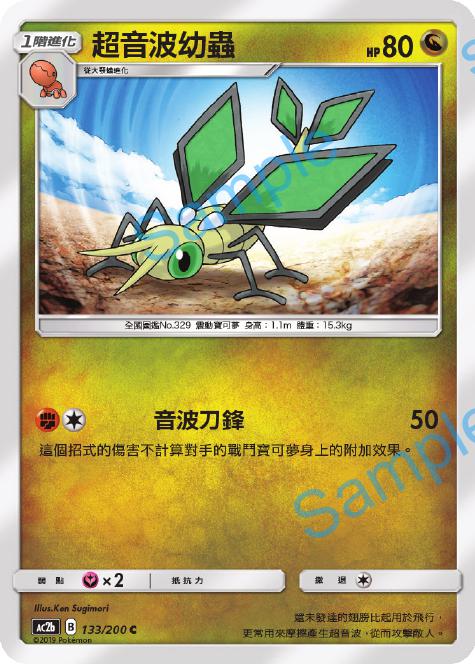 1階進化
超音波幼蟲
HP 80
從大顎蟻進化
Sample
全國圖鑑No.329 震動寶可夢 身高：1.1m 體重：15.3kg
音波刀鋒 50
這個招式的傷害不計算對手的戰鬥寶可夢身上的附加效果。
Sample
弱點 ×2 抵抗力 撤退
Illus.Ken Sugimori
AC2b B 133/200 C
©2019 Pokémon
還未發達的翅膀比起用於飛行，
更常用來摩擦產生超音波，從而攻擊敵人。